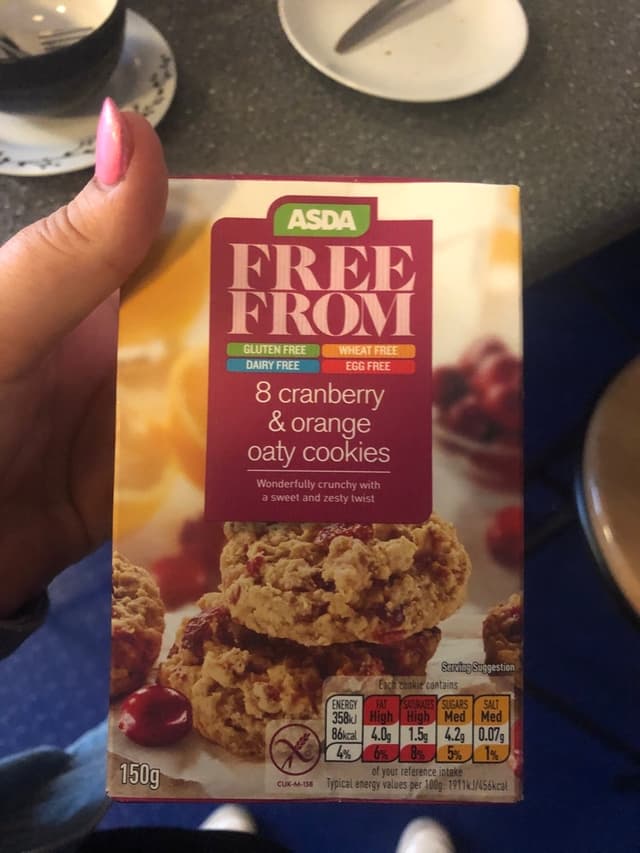 ASDA
FREE
FROM
GLUTEN FREE WHEAT FREE
DAIRY FREE EGG FREE
8 cranberry
& orange
oaty cookies
Wonderfully crunchy with
a sweet and zesty twist
Serving Suggestion
Each cookie contains
ENERGY FAT SATURATES SUGARS SALT
358kJ High High Med Med
86kcal 4.0g 1.5g 4.2g 0.07g
4% 6% 8% 5% 1%
of your reference intake
Typical energy values per 100g: 1911kJ/456kcal
CUK-M-158
150g